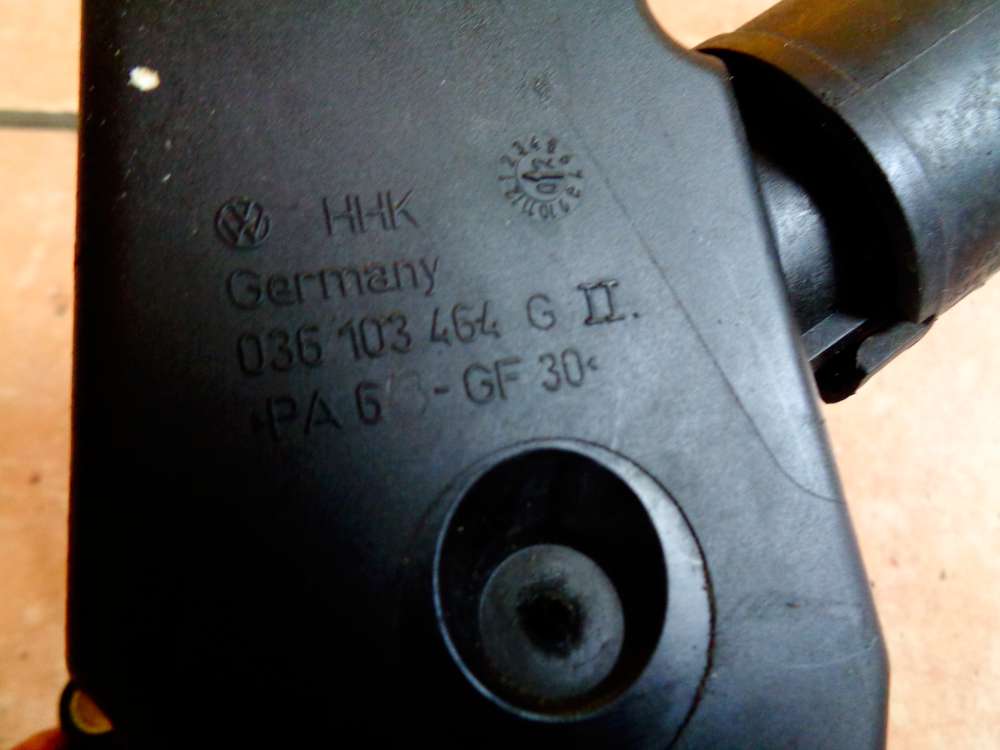 HHK
Germany
036 103 464 G II.
>PA 6 - GF 30<